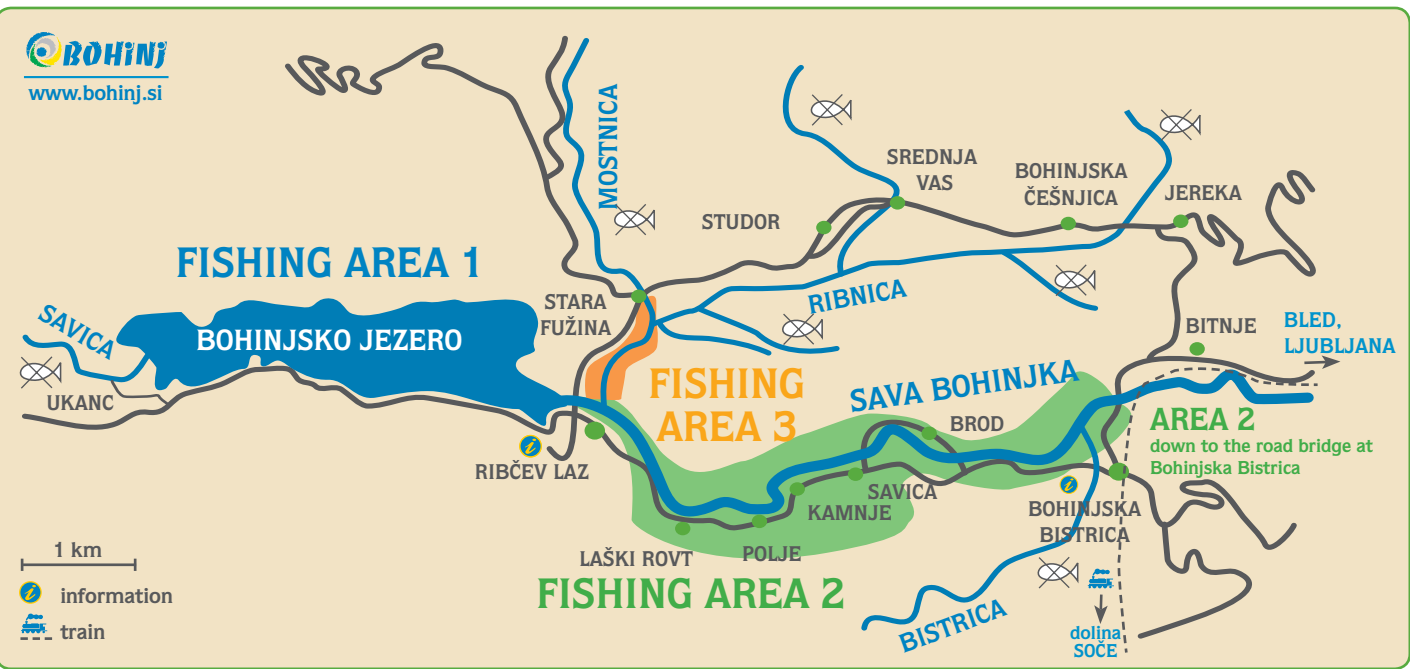 BOHINJ
www.bohinj.si
MOSTNICA
SREDNJA
VAS
BOHINJSKA
ČEŠNJICA
JEREKA
STUDOR
FISHING AREA 1
SAVICA
BOHINJSKO JEZERO
STARA
FUŽINA
RIBNICA
BITNJE
BLED,
LJUBLJANA
UKANC
FISHING
AREA 3
SAVA BOHINJKA
BROD
AREA 2
down to the road bridge at
Bohinjska Bistrica
i
RIBČEV LAZ
SAVICA
KAMNJE
i
BOHINJSKA
BISTRICA
POLJE
LAŠKI ROVT
FISHING AREA 2
BISTRICA
dolina
SOČE
1 km
i information
train